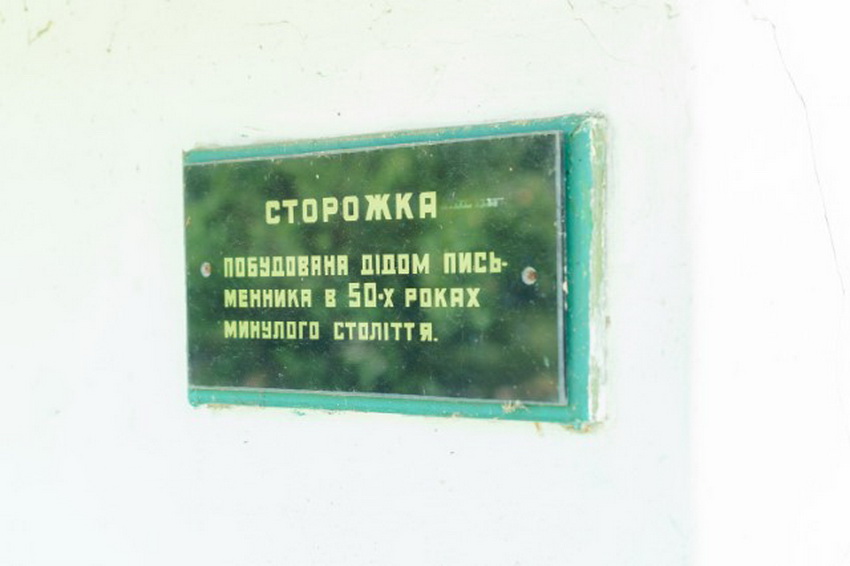 СТОРОЖКА
ПОБУДОВАНА ДІДОМ ПИСЬ-
МЕННИКА В 50-Х РОКАХ
МИНУЛОГО СТОЛІТТЯ.